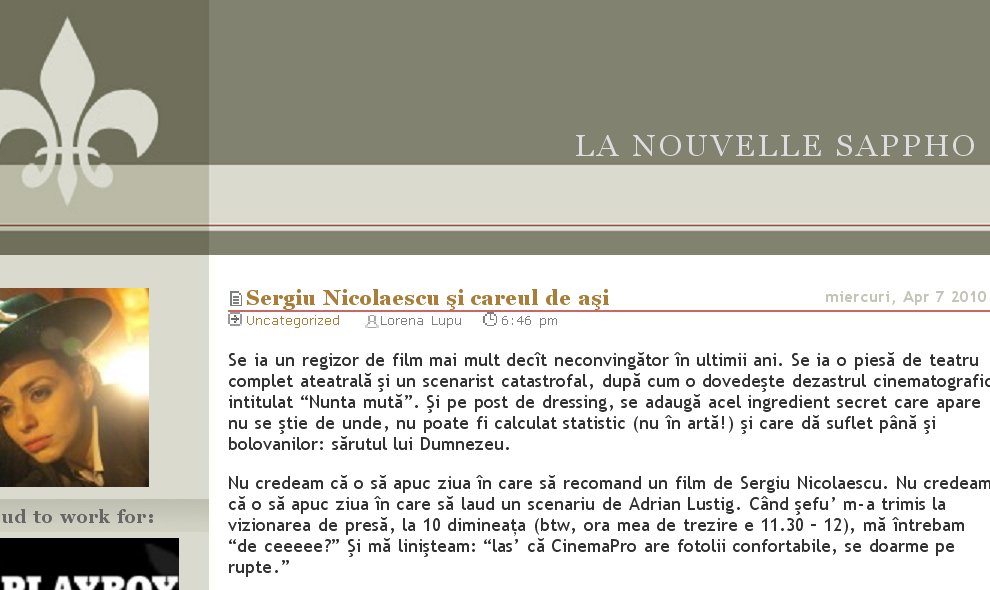 LA NOUVELLE SAPPHO
Sergiu Nicolaescu şi careul de aşi
miercuri, Apr 7 2010
Uncategorized Lorena Lupu 6:46 pm
Se ia un regizor de film mai mult decît neconvingător în ultimii ani. Se ia o piesă de teatru
complet ateatrală şi un scenarist catastrofal, după cum o dovedeşte dezastrul cinematografic
intitulat “Nunta mută”. Şi pe post de dressing, se adaugă acel ingredient secret care apare
nu se ştie de unde, nu poate fi calculat statistic (nu în artă!) şi care dă suflet până şi
bolovanilor: sărutul lui Dumnezeu.
Nu credeam că o să apuc ziua în care să recomand un film de Sergiu Nicolaescu. Nu credeam
că o să apuc ziua în care să laud un scenariu de Adrian Lustig. Când şefu’ m-a trimis la
vizionarea de presă, la 10 dimineaţa (btw, ora mea de trezire e 11.30 – 12), mă întrebam
“de ceeeee?” Şi mă linişteam: “las’ că CinemaPro are fotolii confortabile, se doarme pe
rupte.”
ud to work for:
PLAYBOY